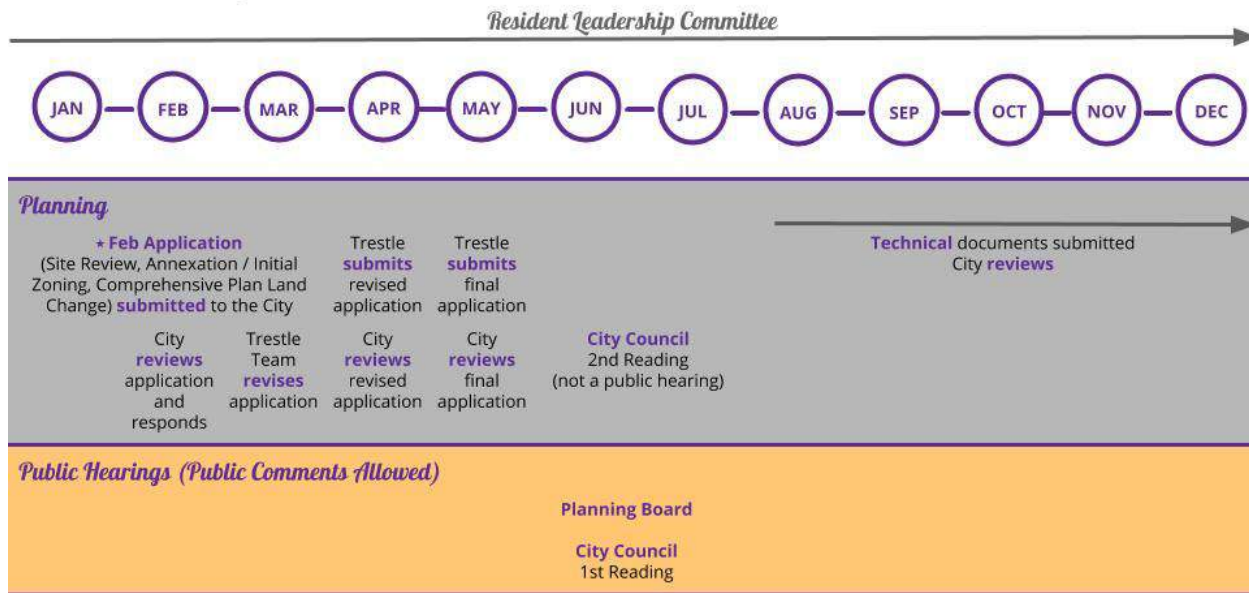 Resident Leadership Committee
JAN FEB MAR APR MAY JUN JUL AUG SEP OCT NOV DEC
Planning
★ Feb Application
(Site Review, Annexation / Initial
Zoning, Comprehensive Plan Land
Change) submitted to the City
Trestle
submits
revised
application
Trestle
submits
final
application
Technical documents submitted
City reviews
City
reviews
application
and
responds
Trestle
Team
revises
application
City
reviews
revised
application
City
reviews
final
application
City Council
2nd Reading
(not a public hearing)
Public Hearings (Public Comments Allowed)
Planning Board
City Council
1st Reading